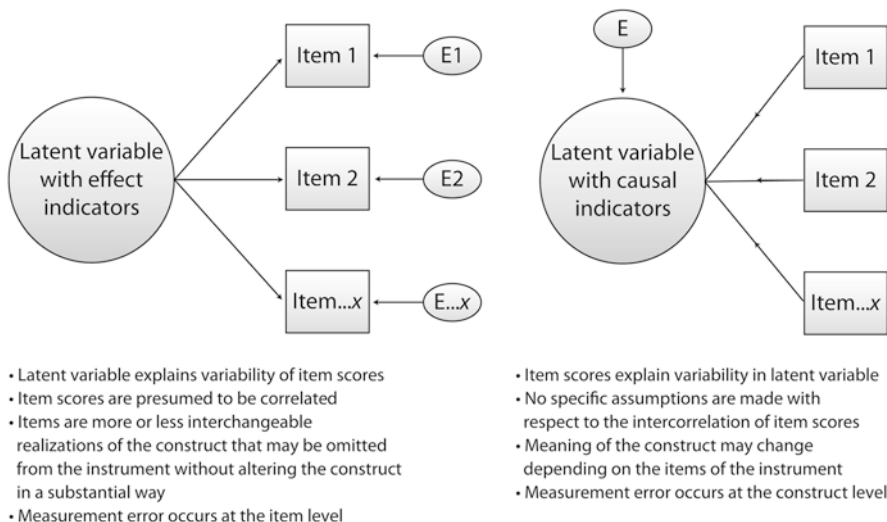 Latent variable
with effect
indicators
Item 1
E1
Item 2
E2
Item...x
E...x
• Latent variable explains variability of item scores
• Item scores are presumed to be correlated
• Items are more or less interchangeable
realizations of the construct that may be omitted
from the instrument without altering the construct
in a substantial way
• Measurement error occurs at the item level
E
Latent variable
with causal
indicators
Item 1
Item 2
Item...x
• Item scores explain variability in latent variable
• No specific assumptions are made with
respect to the intercorrelation of item scores
• Meaning of the construct may change
depending on the items of the instrument
• Measurement error occurs at the construct level